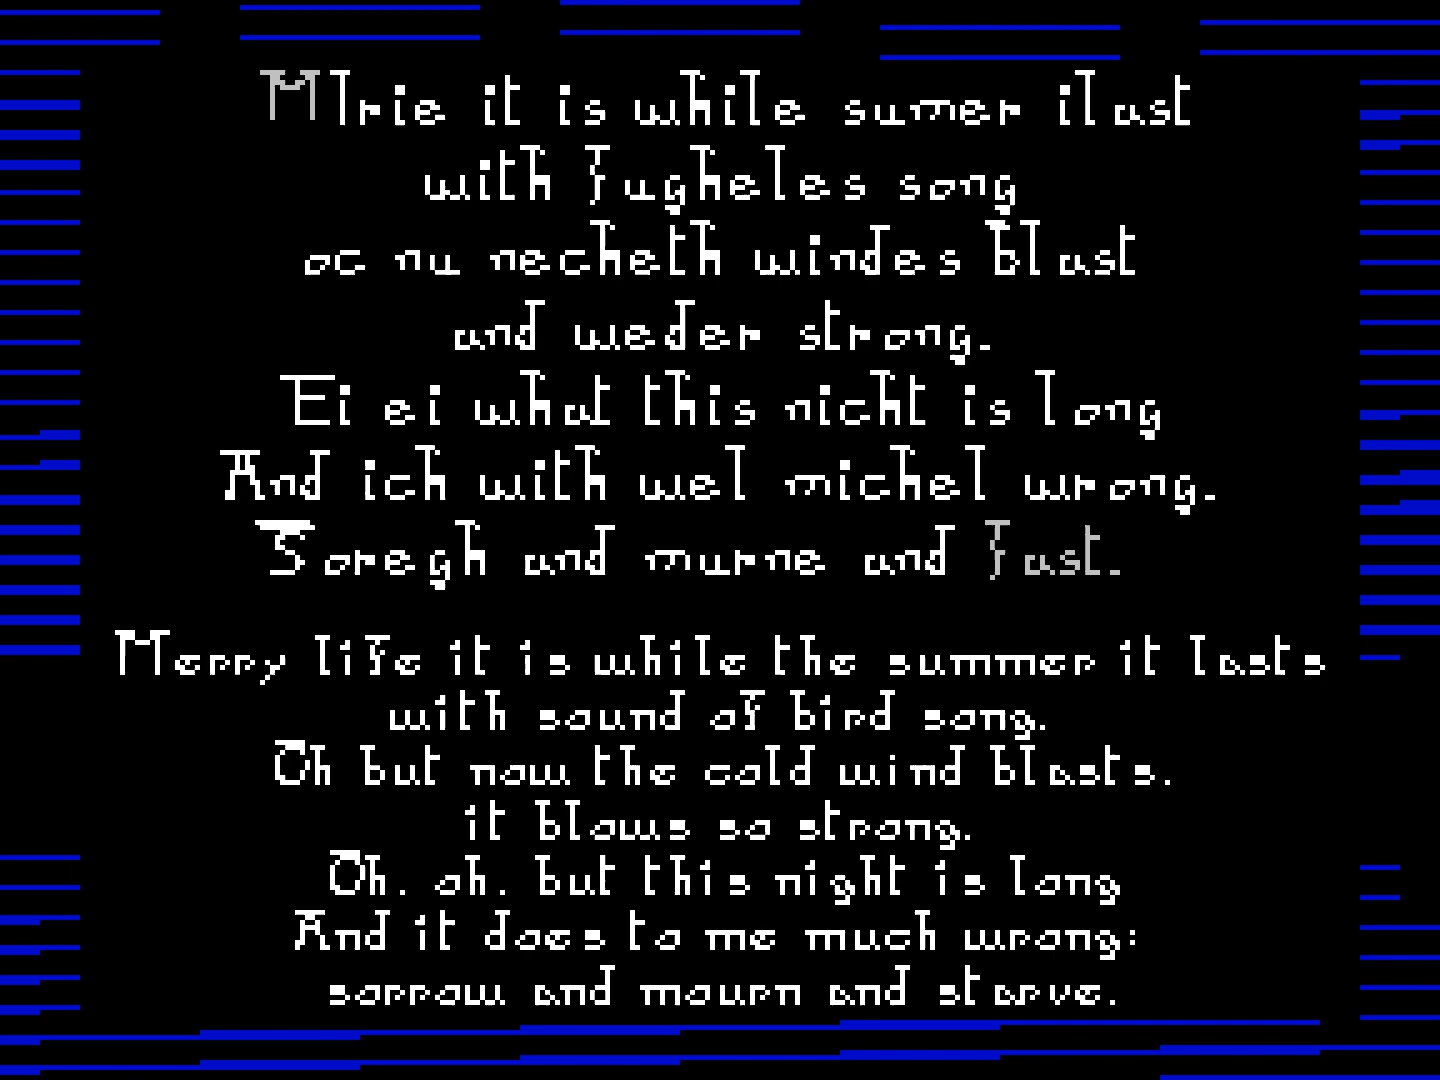 MIrie it is while sumer ilast
with fugheles song
oc nu necheth windes blast
and weder strong.
Ei ei what this nicht is long
And ich with wel michel wrong.
Soregh and murne and fast.
Merry life it is while the summer it lasts
with sound of bird song.
Oh but now the cold wind blasts.
it blows so strong.
Oh. oh. but this night is long
And it does to me much wrong:
sorrow and mourn and starve.